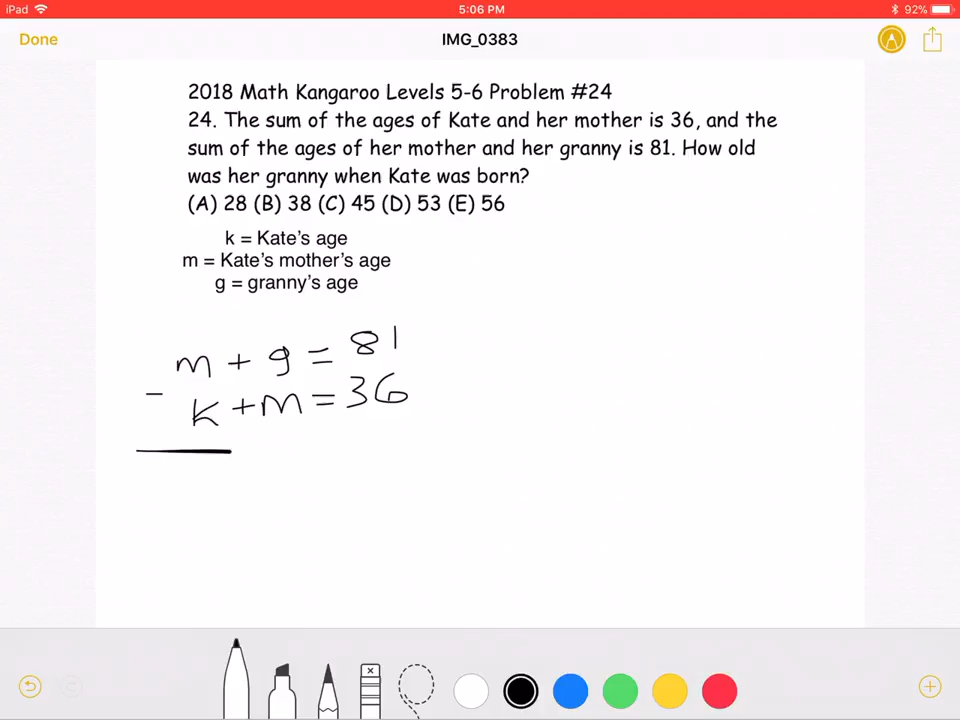 iPad 5:06 PM 92%
Done IMG_0383
2018 Math Kangaroo Levels 5-6 Problem #24
24. The sum of the ages of Kate and her mother is 36, and the
sum of the ages of her mother and her granny is 81. How old
was her granny when Kate was born?
(A) 28 (B) 38 (C) 45 (D) 53 (E) 56
k = Kate's age
m = Kate's mother's age
g = granny's age
m + g = 81
- k + m = 36